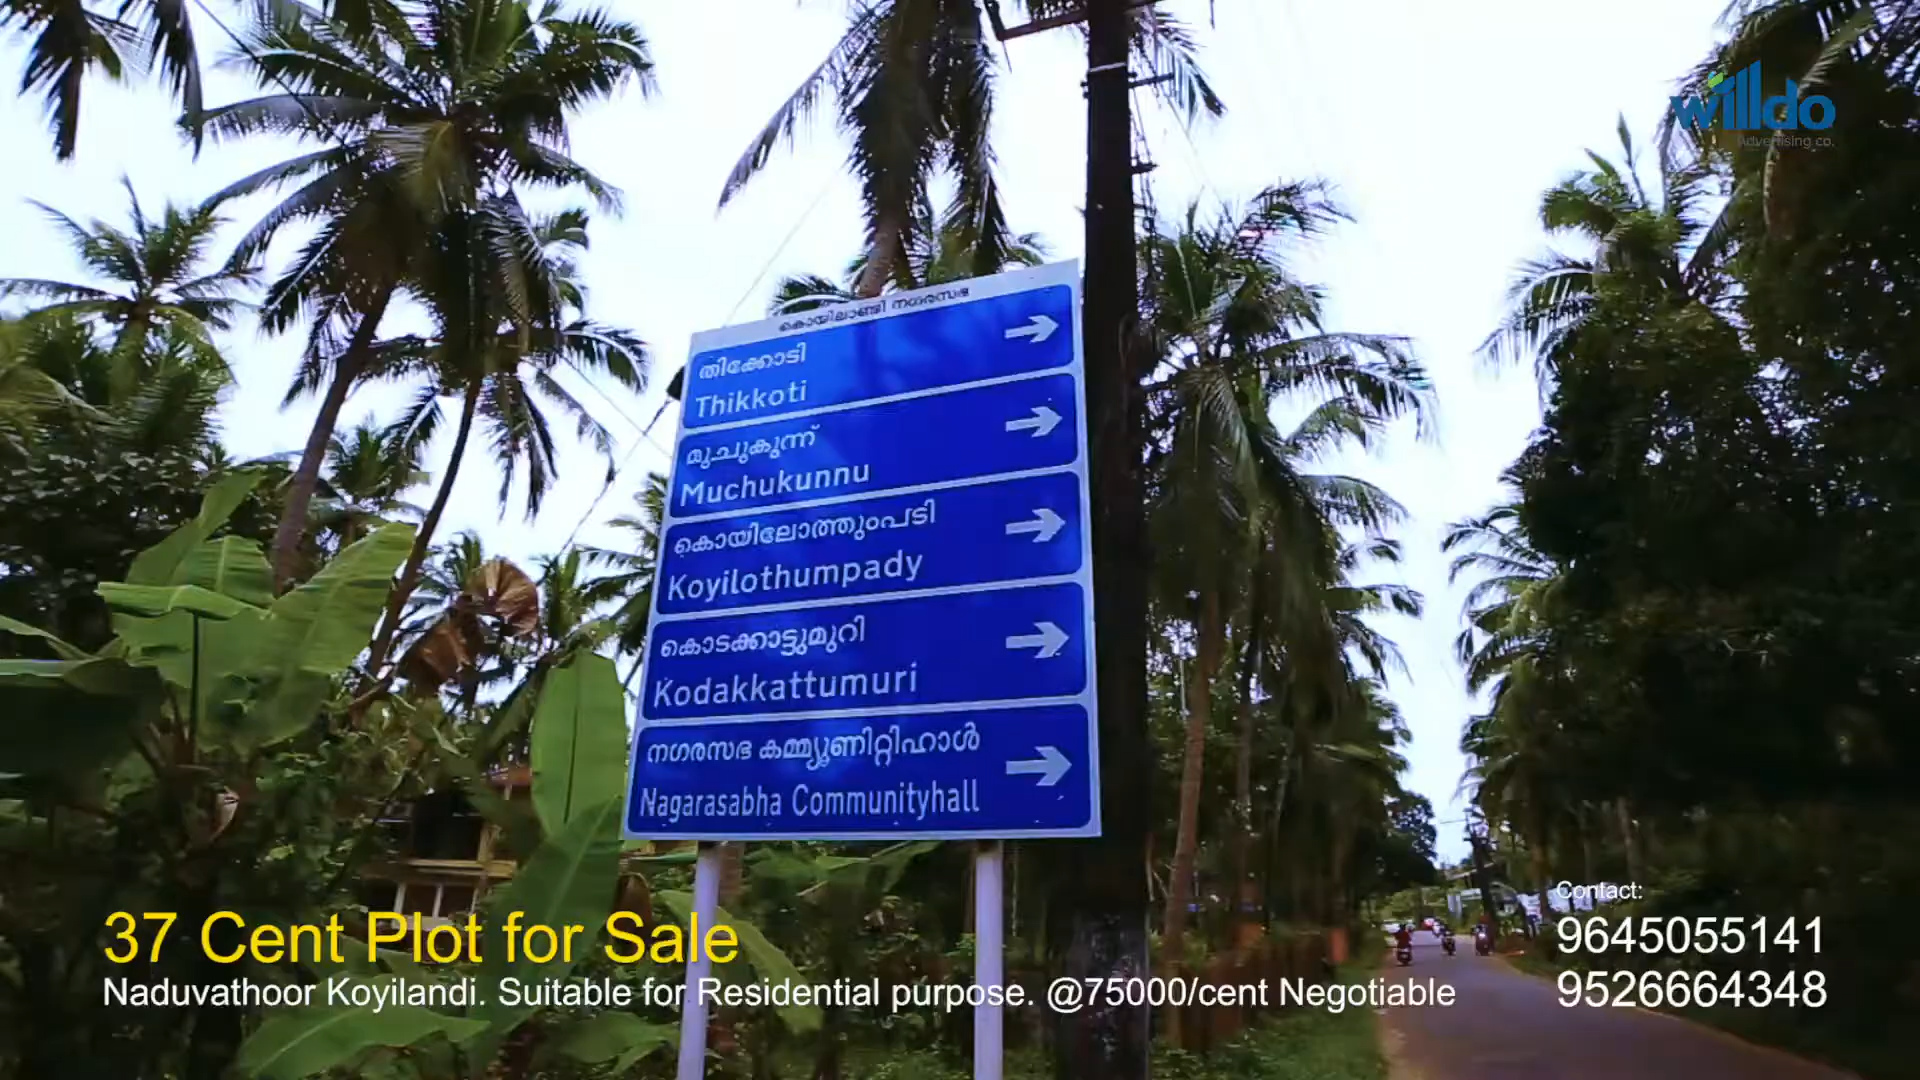 willdo
Advertising co.
കൊയിലാണ്ടി നഗരസഭ
തിക്കോടി
Thikkoti
മുചുകുന്ന്
Muchukunnu
കൊയിലോത്തുംപടി
Koyilothumpady
കൊടക്കാട്ടുമുറി
Kodakkattumuri
നഗരസഭ കമ്മ്യൂണിറ്റിഹാൾ
Nagarasabha Communityhall
37 Cent Plot for Sale
Naduvathoor Koyilandi. Suitable for Residential purpose. @75000/cent Negotiable
Contact:
9645055141
9526664348